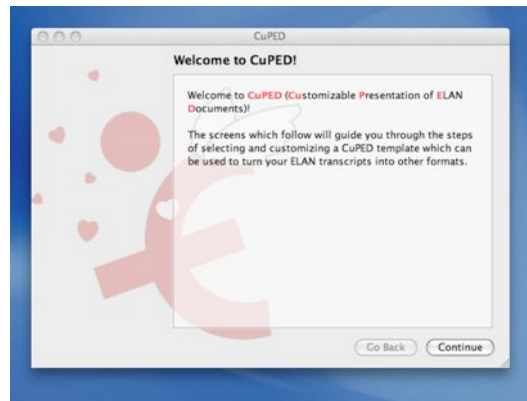 CuPED
Welcome to CuPED!
Welcome to CuPED (Customizable Presentation of ELAN
Documents)!
The screens which follow will guide you through the steps
of selecting and customizing a CuPED template which can
be used to turn your ELAN transcripts into other formats.
Go Back
Continue